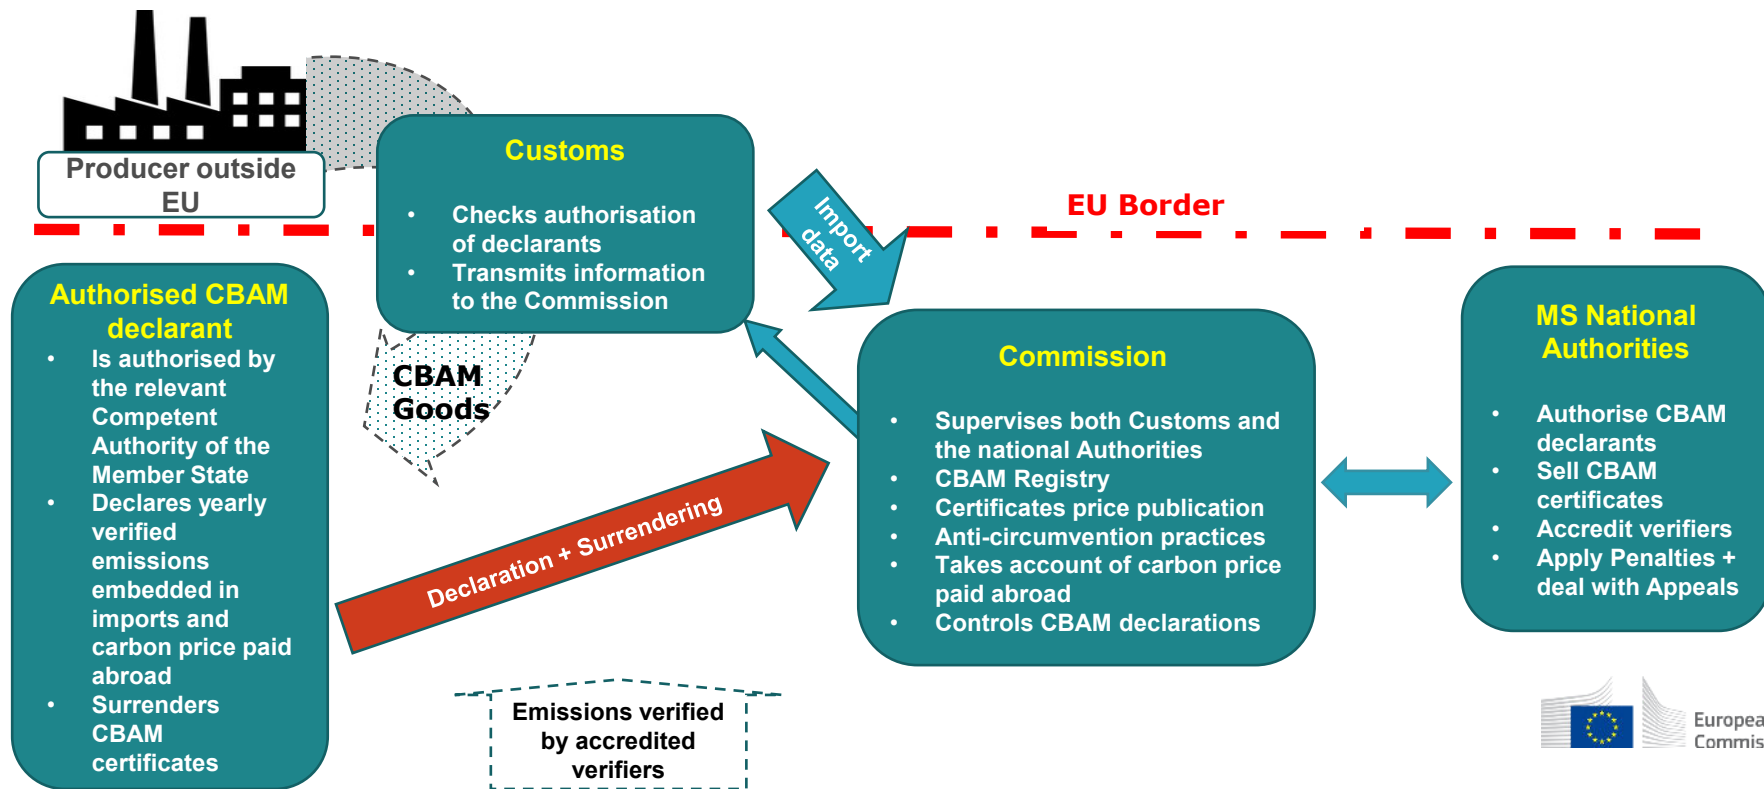 Producer outside
EU
Customs
• Checks authorisation
of declarants
• Transmits information
to the Commission
Import
data
EU Border
Authorised CBAM
declarant
• Is authorised by
the relevant
Competent
Authority of the
Member State
• Declares yearly
verified
emissions
embedded in
imports and
carbon price paid
abroad
• Surrenders
CBAM
certificates
CBAM
Goods
Declaration + Surrendering
Emissions verified
by accredited
verifiers
Commission
• Supervises both Customs and
the national Authorities
• CBAM Registry
• Certificates price publication
• Anti-circumvention practices
• Takes account of carbon price
paid abroad
• Controls CBAM declarations
MS National
Authorities
• Authorise CBAM
declarants
• Sell CBAM
certificates
• Accredit verifiers
• Apply Penalties +
deal with Appeals
Europea
Commis